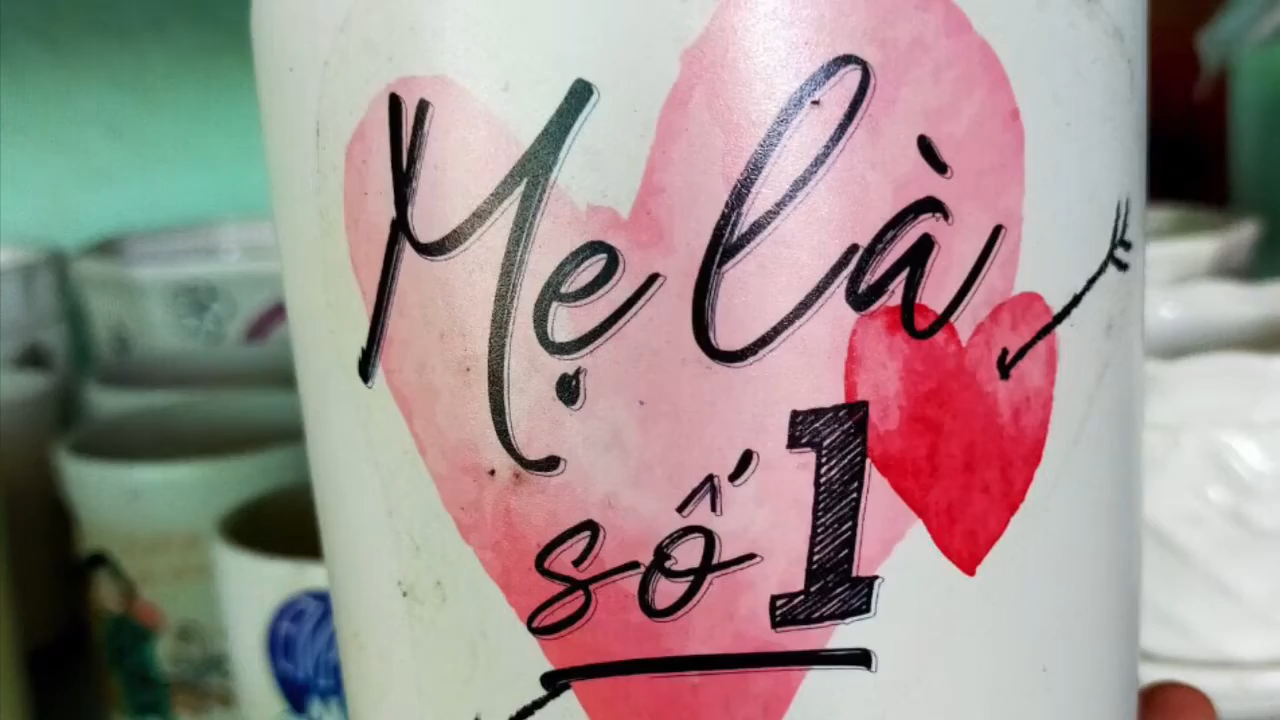 Mẹ là
số 1